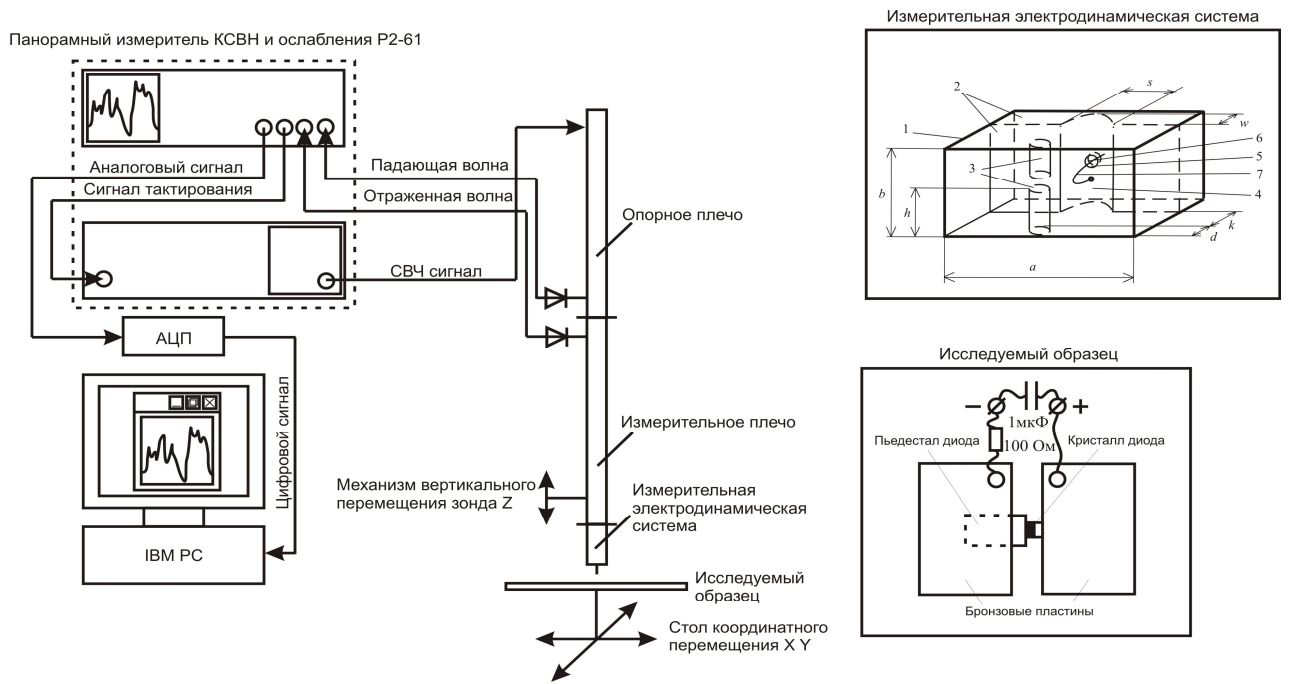 Измерительная электродинамическая система
Панорамный измеритель КСВН и ослабления Р2-61
Аналоговый сигнал
Сигнал тактирования
Падающая волна
Отраженная волна
СВЧ сигнал
АЦП
Цифровой сигнал
IBM PC
Опорное плечо
Измерительное плечо
Механизм вертикального
перемещения зонда Z
Измерительная
электродинамическая
система
Исследуемый
образец
Стол координатного
перемещения X Y
2
s
1
w
6
5
3
7
b
4
h
k
d
a
Исследуемый образец
− +
1мкФ
Пьедестал диода
100 Ом
Кристалл диода
Бронзовые пластины